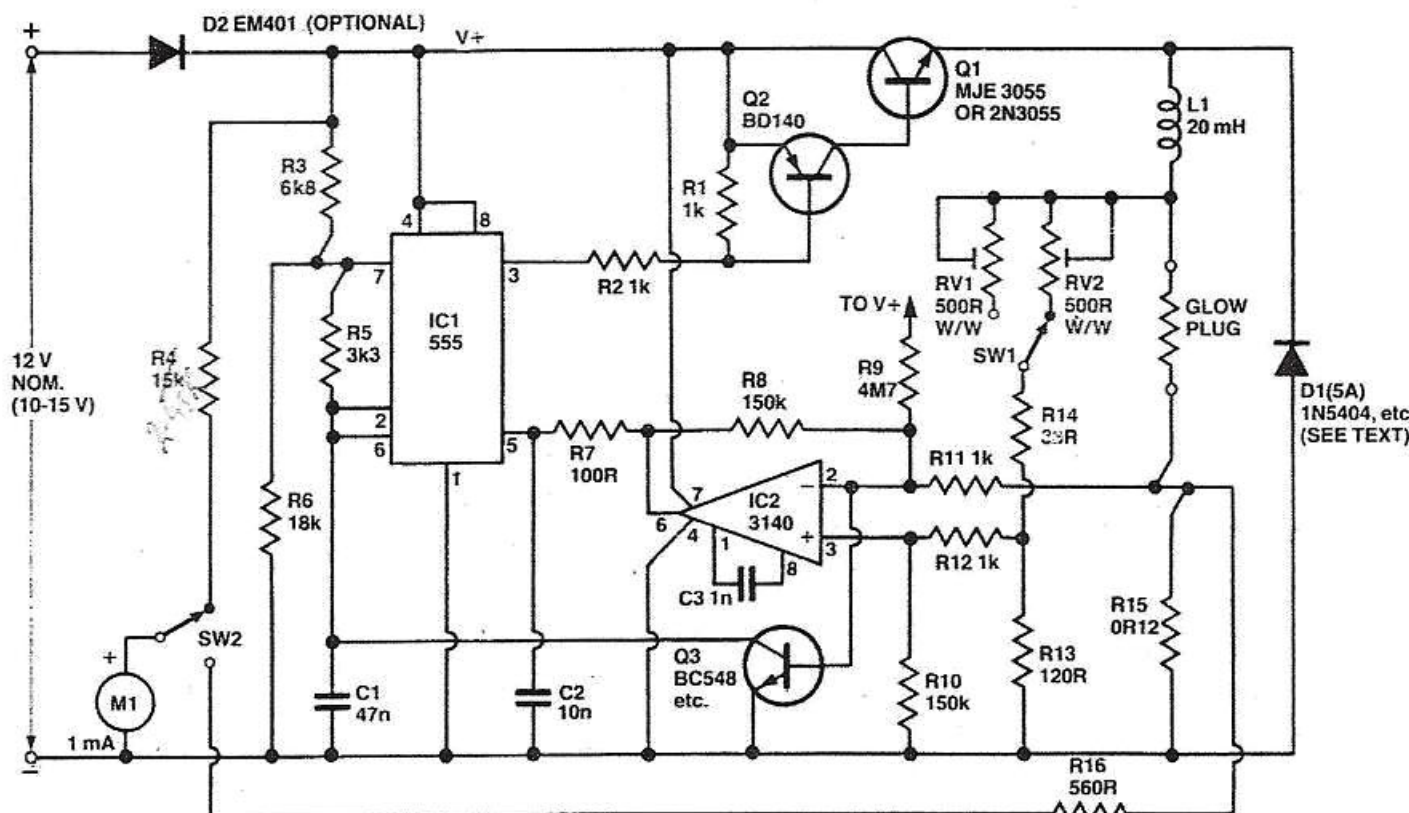 +
D2 EM401 (OPTIONAL)
V+
Q1
MJE 3055
OR 2N3055
Q2
BD140
L1
20 mH
R3
6k8
R1
1k
4
8
7
3
R2 1k
IC1
555
R5
3k3
2
6
5
1
RV1
500R
W/W
RV2
500R
W/W
GLOW
PLUG
TO V+
SW1
12 V
NOM.
(10-15 V)
R4
15k
R9
4M7
R8
150k
R7
100R
D1(5A)
1N5404, etc
(SEE TEXT)
R14
R11 1k
R6
18k
7
2
−
IC2
3140
6
4
1
+
3
8
R12 1k
C3 1n
R15
0R12
SW2
+
M1
1 mA
−
C1
47n
C2
10n
Q3
BC548
etc.
R10
150k
R13
120R
R16
560R